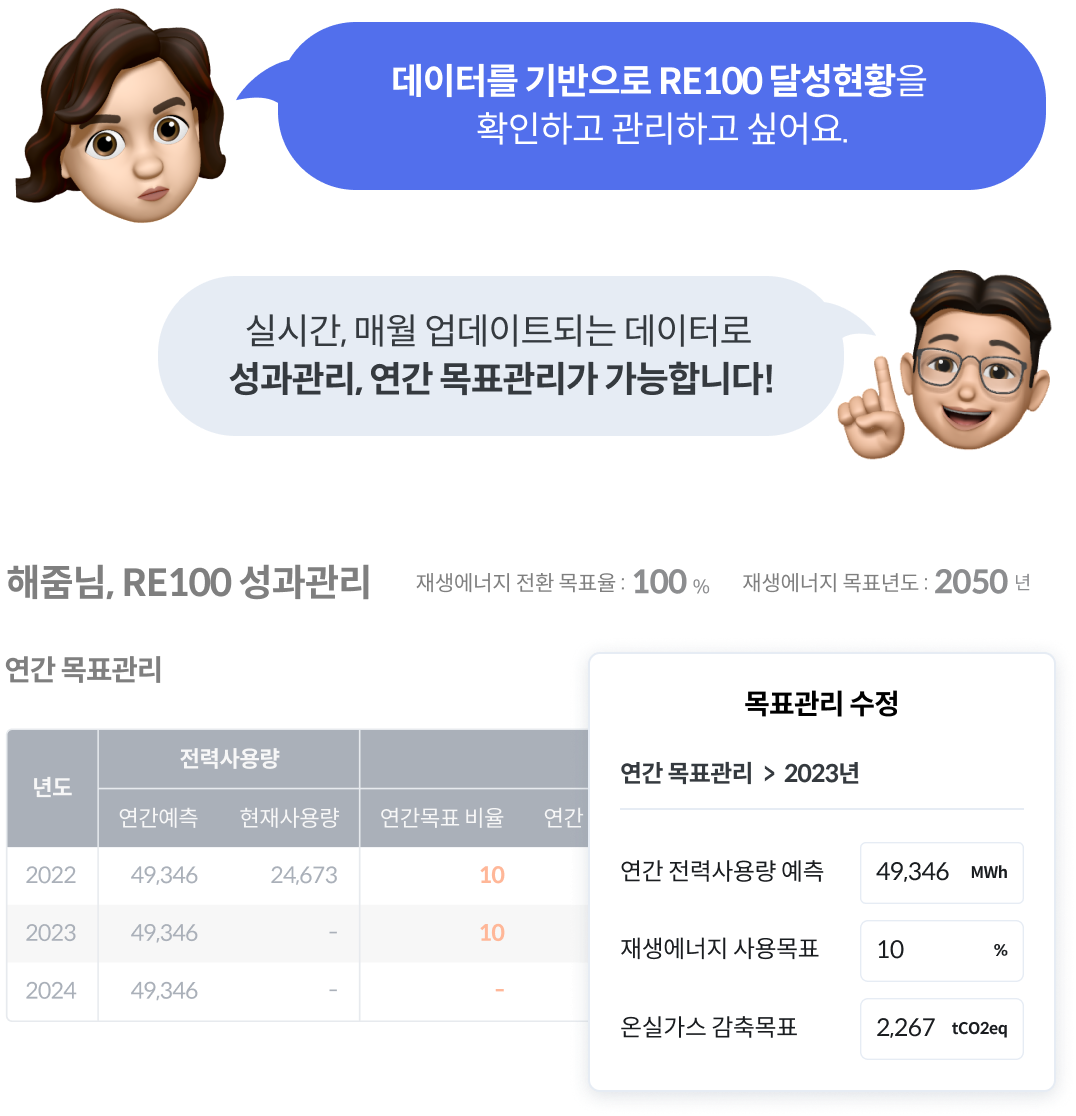 데이터를 기반으로 RE100 달성현황을
확인하고 관리하고 싶어요.
실시간, 매월 업데이트되는 데이터로
성과관리, 연간 목표관리가 가능합니다!
해줌님, RE100 성과관리 재생에너지 전환 목표율 : 100 % 재생에너지 목표년도 : 2050 년
연간 목표관리
년도 전력사용량
연간예측 현재사용량 연간목표 비율 연간
2022 49,346 24,673 10
2023 49,346 - 10
2024 49,346 - -
목표관리 수정
연간 목표관리 > 2023년
연간 전력사용량 예측 49,346 MWh
재생에너지 사용목표 10 %
온실가스 감축목표 2,267 tCO2eq